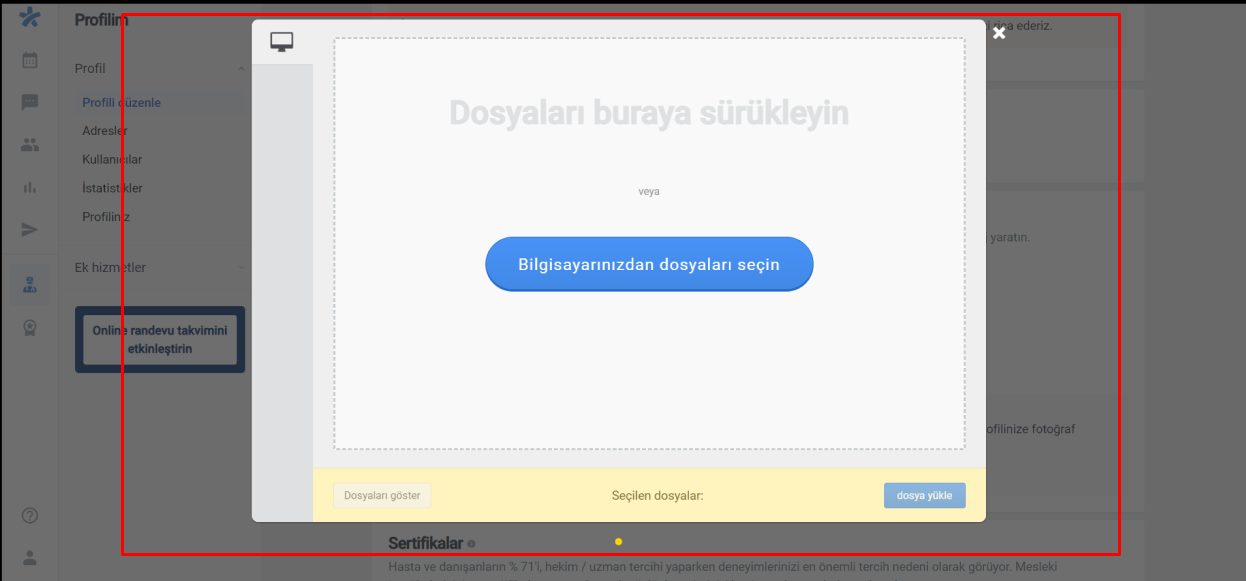 Profilim
Profil
Profili düzenle
Adresler
Kullanıcılar
İstatistikler
Profiliniz
Ek hizmetler
Online randevu takvimini
etkinleştirin
rica ederiz.
Dosyaları buraya sürükleyin
veya
yaratın.
Bilgisayarınızdan dosyaları seçin
fotoğraf
Dosyaları göster
Seçilen dosyalar:
dosya yükle
Sertifikalar
Hasta ve danışanların % 71'i, hekim / uzman tercihi yaparken deneyimlerinizi en önemli tercih nedeni olarak görüyor. Mesleki